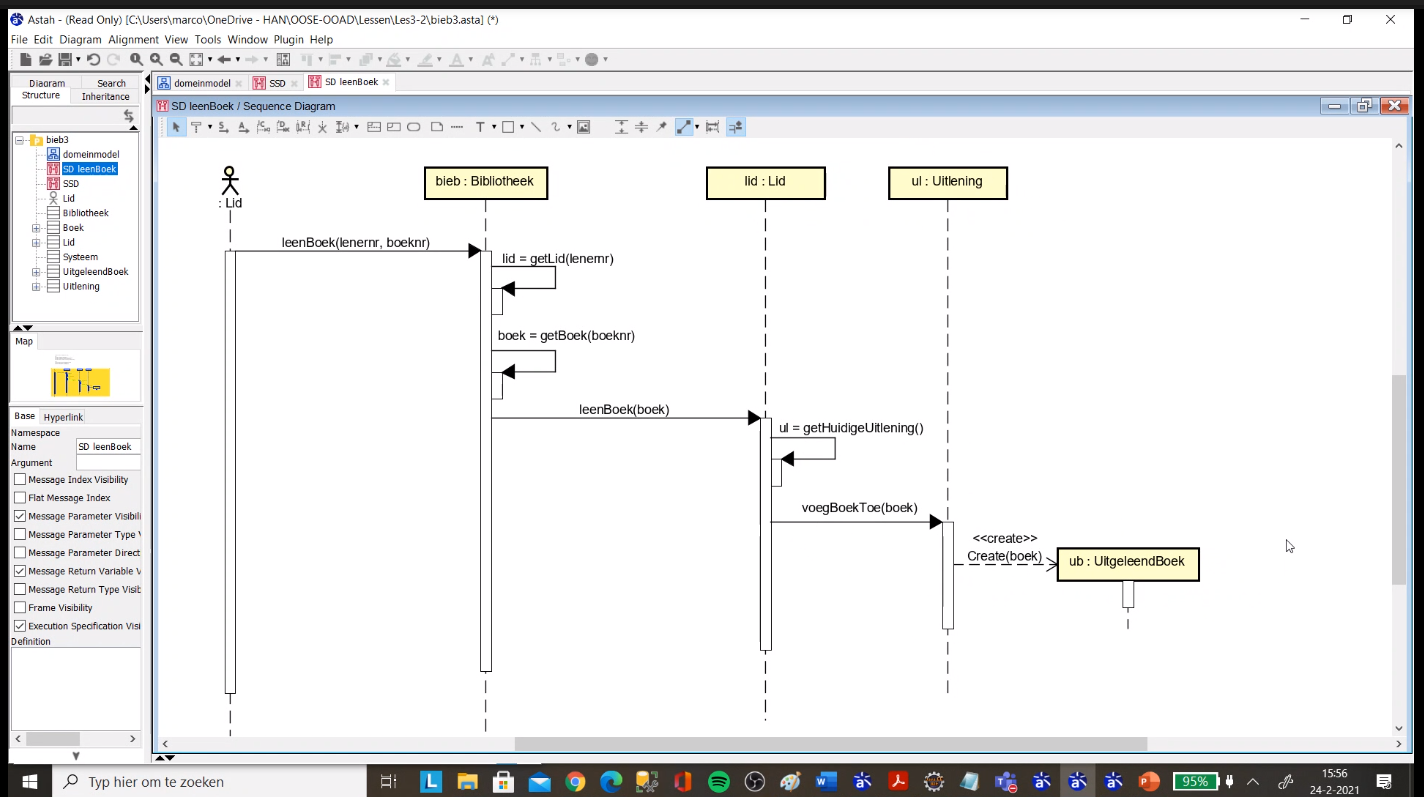 Astah - (Read Only) [C:\Users\marco\OneDrive - HAN\OOSE-OOAD\Lessen\Les3-2\bieb3.asta] (*)
File Edit Diagram Alignment View Tools Window Plugin Help
Diagram Search
Structure Inheritance
domeinmodel SSD SD leenBoek
SD leenBoek / Sequence Diagram
bieb3
domeinmodel
SD leenBoek
SSD
Lid
Bibliotheek
Boek
Lid
Systeem
UitgeleendBoek
Uitlening
Map
Base Hyperlink
Namespace
Name SD leenBoek
Argument
Message Index Visibility
Flat Message Index
Message Parameter Visibili
Message Parameter Type V
Message Parameter Direct
Message Return Variable V
Message Return Type Visib
Frame Visibility
Execution Specification Visi
Definition
: Lid
bieb : Bibliotheek
lid : Lid
ul : Uitlening
leenBoek(lenernr, boeknr)
lid = getLid(lenernr)
boek = getBoek(boeknr)
leenBoek(boek)
ul = getHuidigeUitlening()
voegBoekToe(boek)
<<create>>
Create(boek)
ub : UitgeleendBoek
Typ hier om te zoeken
95%
15:56
24-2-2021